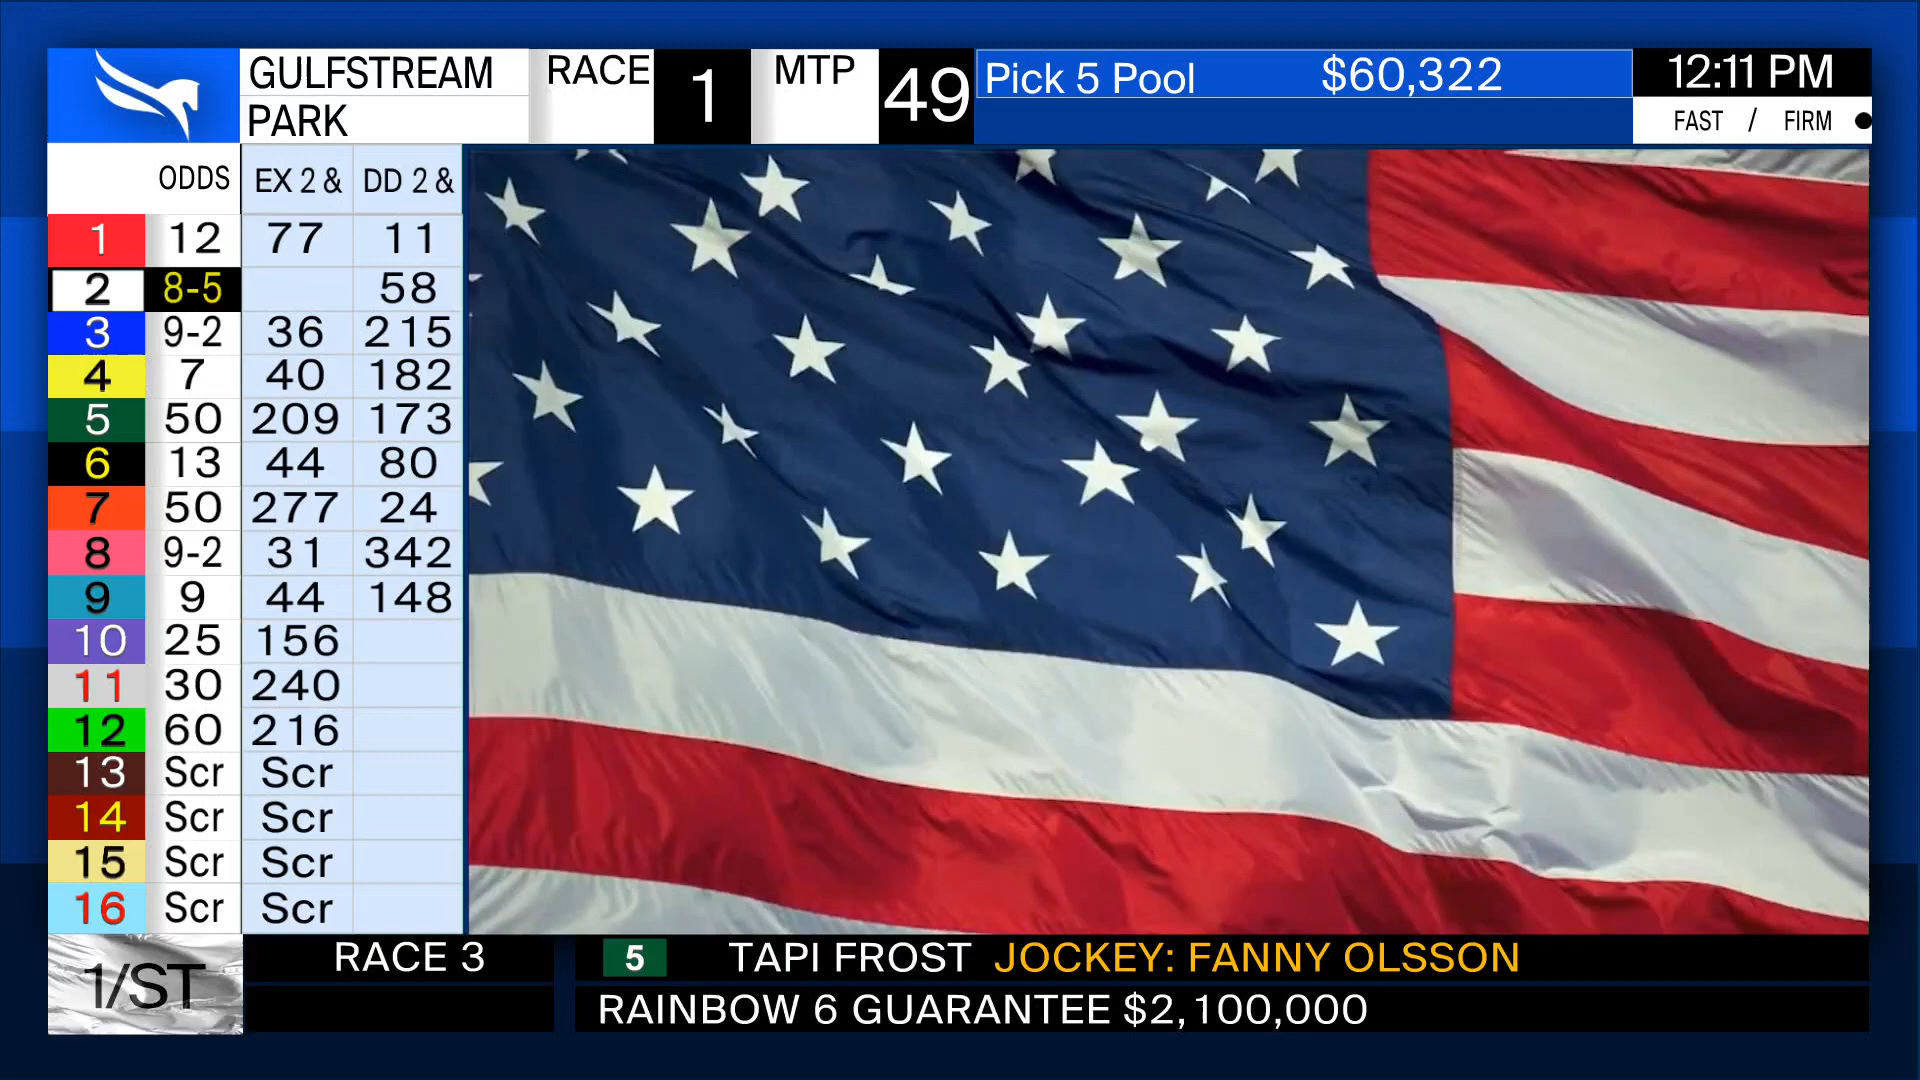 GULFSTREAM PARK
RACE 1
MTP 49
Pick 5 Pool $60,322
12:11 PM
FAST / FIRM
ODDS EX 2 & DD 2 &
1 12 77 11
2 8-5 58
3 9-2 36 215
4 7 40 182
5 50 209 173
6 13 44 80
7 50 277 24
8 9-2 31 342
9 9 44 148
10 25 156
11 30 240
12 60 216
13 Scr Scr
14 Scr Scr
15 Scr Scr
16 Scr Scr
1/ST
RACE 3
5 TAPI FROST JOCKEY: FANNY OLSSON
RAINBOW 6 GUARANTEE $2,100,000